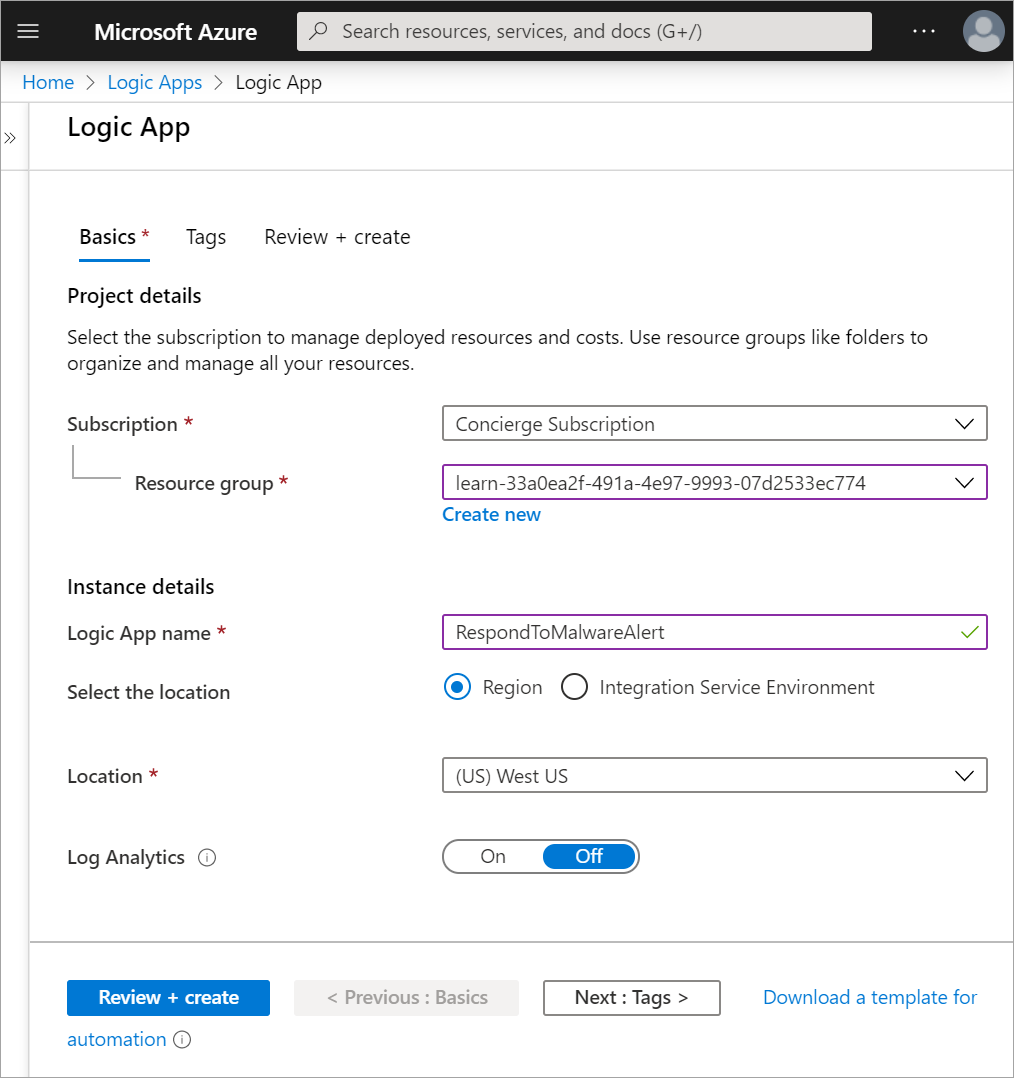 Microsoft Azure
Search resources, services, and docs (G+/)
Home > Logic Apps > Logic App
Logic App
Basics *
Tags
Review + create
Project details
Select the subscription to manage deployed resources and costs. Use resource groups like folders to
organize and manage all your resources.
Subscription *
Concierge Subscription
Resource group *
learn-33a0ea2f-491a-4e97-9993-07d2533ec774
Create new
Instance details
Logic App name *
RespondToMalwareAlert
Select the location
Region
Integration Service Environment
Location *
(US) West US
Log Analytics
On
Off
Review + create
< Previous : Basics
Next : Tags >
Download a template for
automation